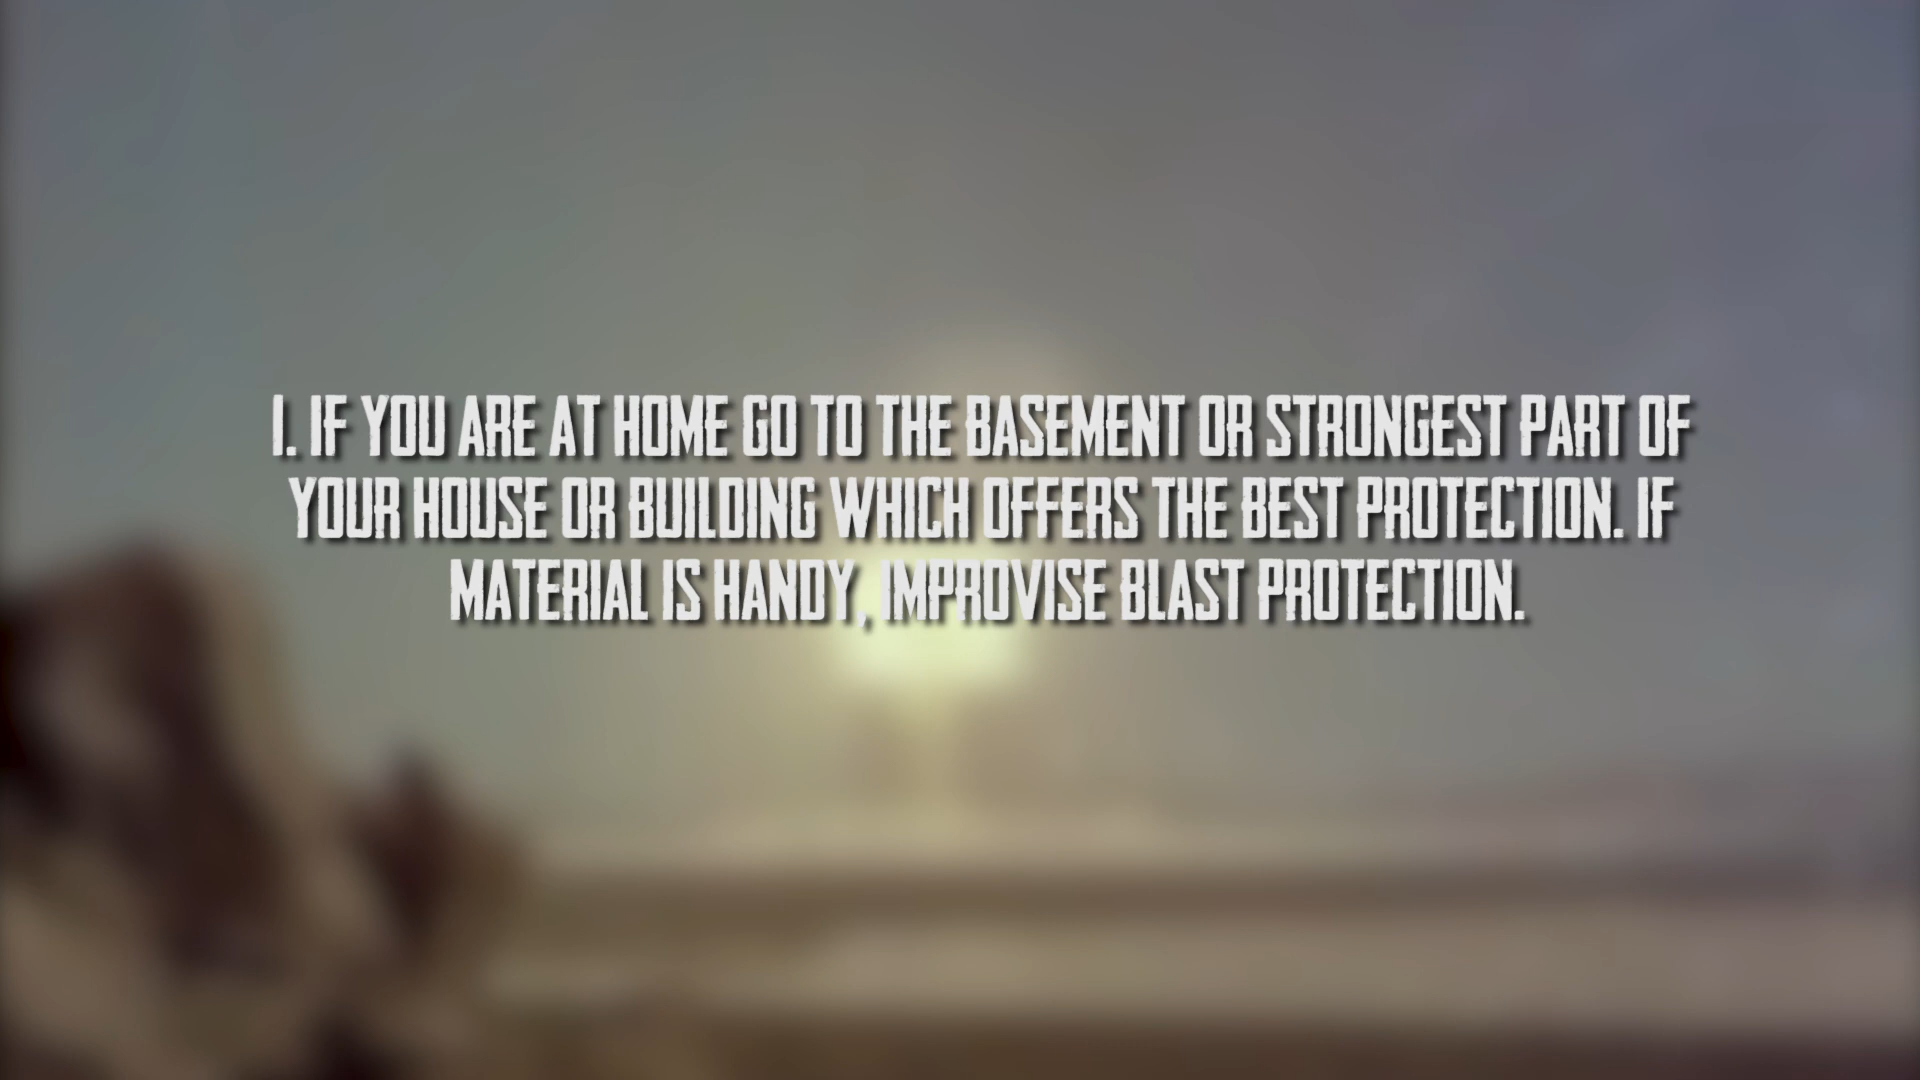 1. IF YOU ARE AT HOME GO TO THE BASEMENT OR STRONGEST PART OF
YOUR HOUSE OR BUILDING WHICH OFFERS THE BEST PROTECTION. IF
MATERIAL IS HANDY, IMPROVISE BLAST PROTECTION.